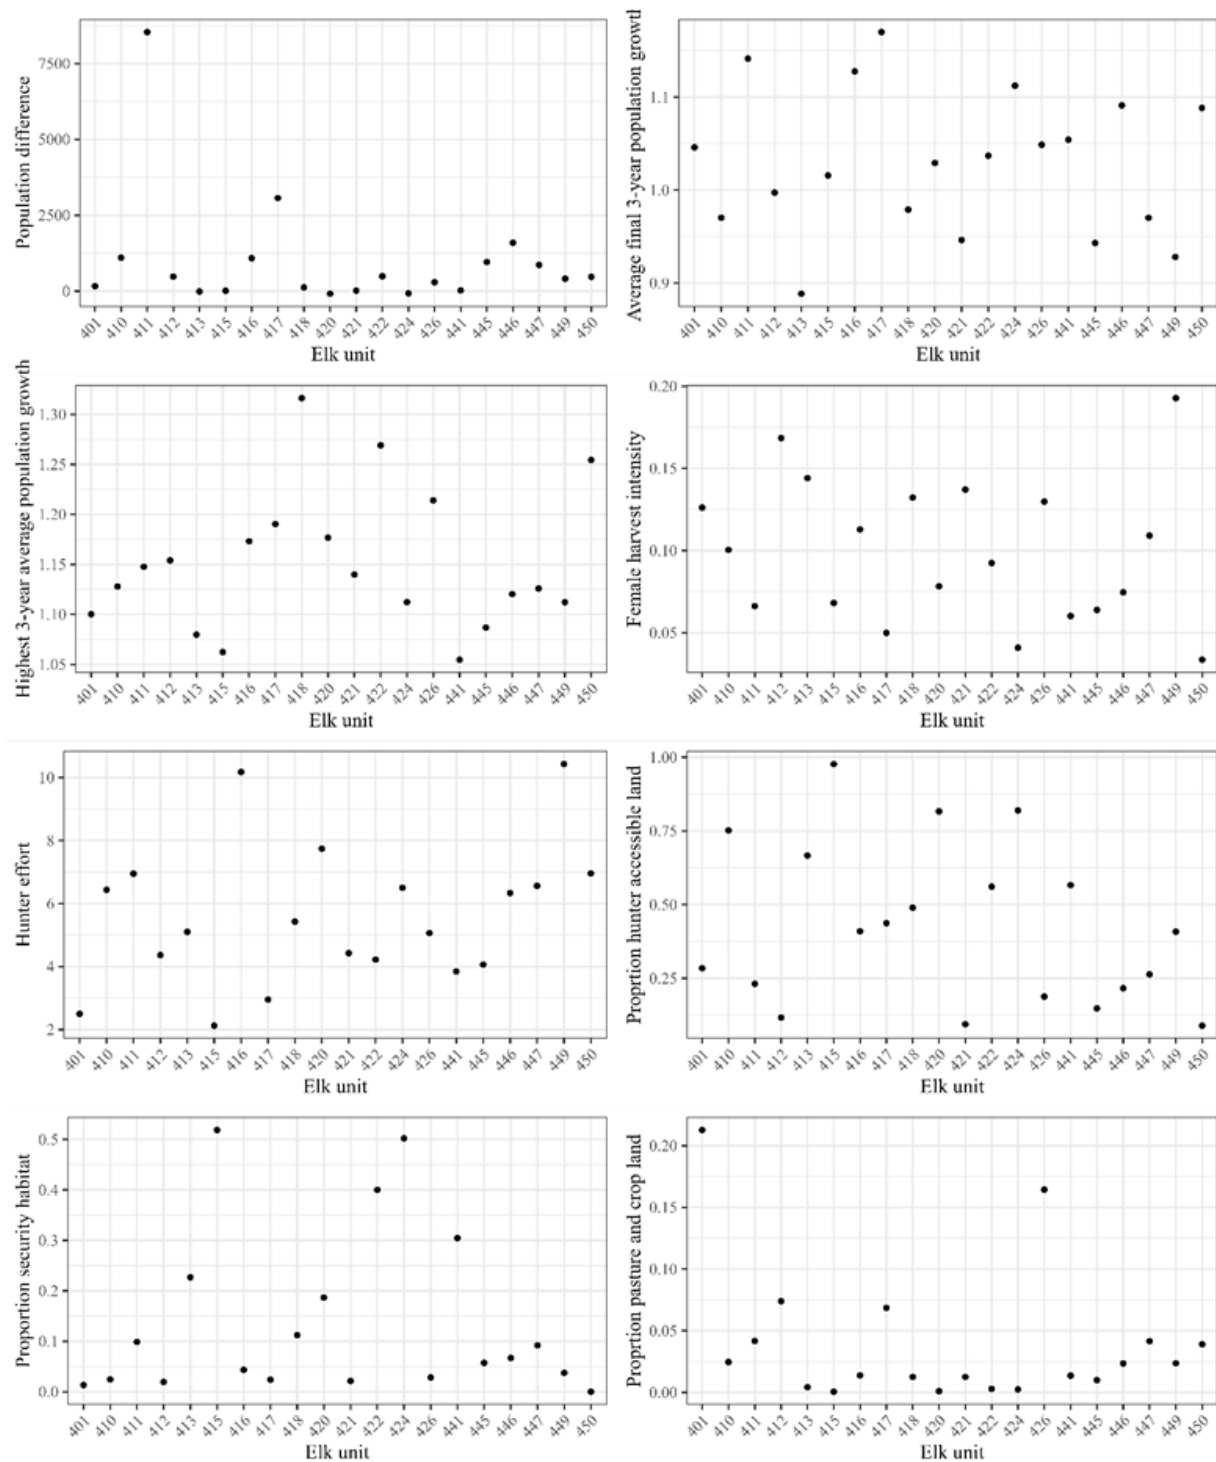 Population difference
7500
5000
2500
0
401 410 411 412 413 415 416 417 418 420 421 422 424 426 441 445 446 447 449 450
Elk unit
Average final 3-year population growth
1.1
1.0
0.9
401 410 411 412 413 415 416 417 418 420 421 422 424 426 441 445 446 447 449 450
Elk unit
Highest 3-year average population growth
1.30
1.25
1.20
1.15
1.10
1.05
401 410 411 412 413 415 416 417 418 420 421 422 424 426 441 445 446 447 449 450
Elk unit
Female harvest intensity
0.20
0.15
0.10
0.05
401 410 411 412 413 415 416 417 418 420 421 422 424 426 441 445 446 447 449 450
Elk unit
Hunter effort
10
8
6
4
2
401 410 411 412 413 415 416 417 418 420 421 422 424 426 441 445 446 447 449 450
Elk unit
Proprtion hunter accessible land
1.00
0.75
0.50
0.25
401 410 411 412 413 415 416 417 418 420 421 422 424 426 441 445 446 447 449 450
Elk unit
Proportion security habitat
0.5
0.4
0.3
0.2
0.1
0.0
401 410 411 412 413 415 416 417 418 420 421 422 424 426 441 445 446 447 449 450
Elk unit
Proprtion pasture and crop land
0.20
0.15
0.10
0.05
0.00
401 410 411 412 413 415 416 417 418 420 421 422 424 426 441 445 446 447 449 450
Elk unit